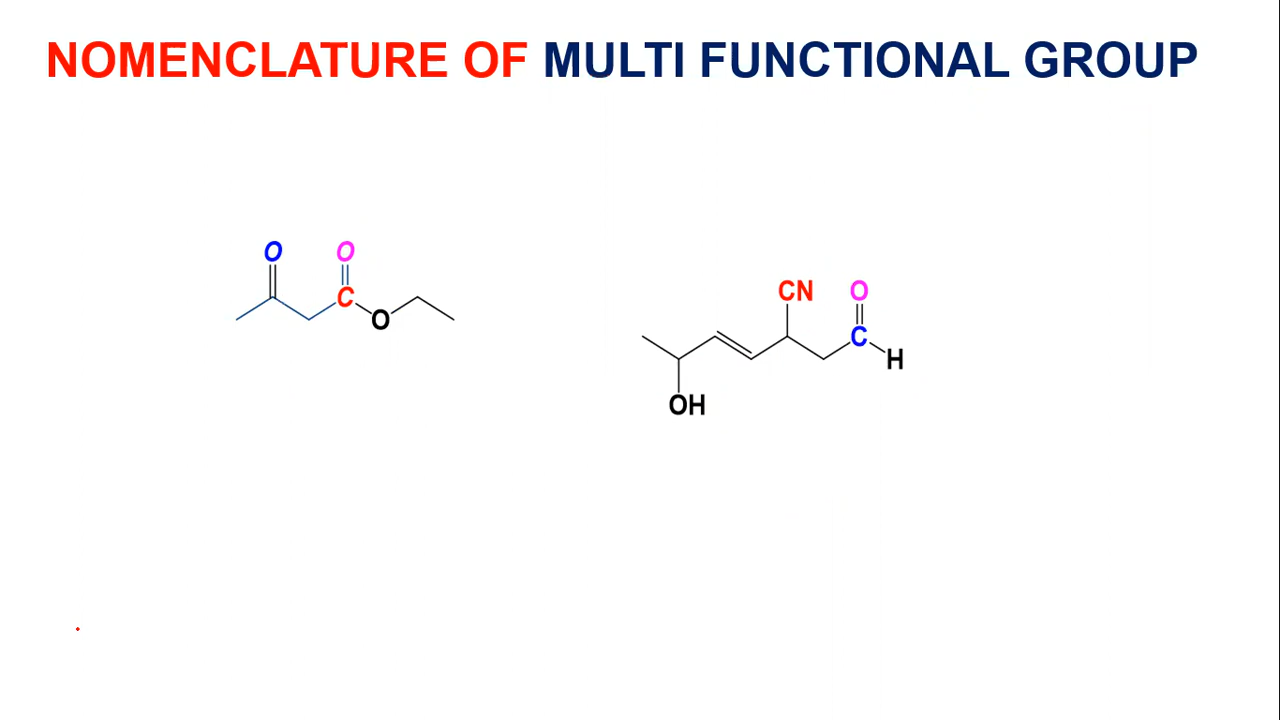 NOMENCLATURE OF MULTI FUNCTIONAL GROUP
O O
C
O
CN O
C
H
OH